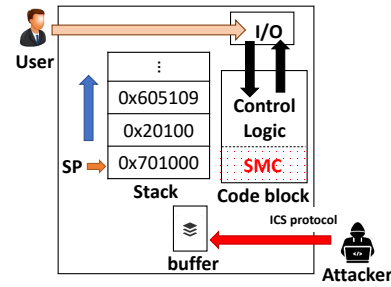 User
I/O
⋮
0x605109
0x20100
SP
0x701000
Stack
Control
Logic
SMC
Code block
buffer
ICS protocol
Attacker